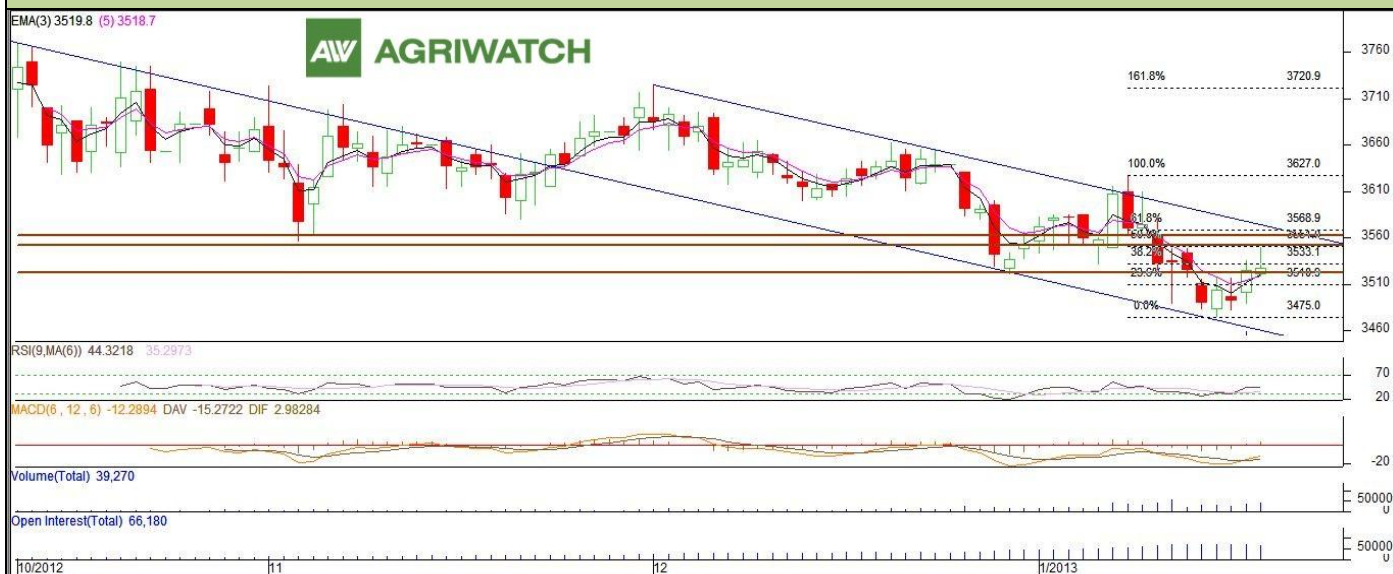 EMA(3) 3519.8 (5) 3518.7
AW AGRIWATCH
3760
3710
3660
3610
3560
3510
3460
161.8% 3720.9
100.0% 3627.0
61.8% 3568.9
38.2% 3533.1
0.0% 3475.0
RSI(9,MA(6)) 44.3218 35.2973
70
20
MACD(6 , 12 , 6) -12.2894 DAV -15.2722 DIF 2.98284
-20
Volume(Total) 39,270
50000
0
Open Interest(Total) 66,180
50000
0
10/2012 11 12 1/2013